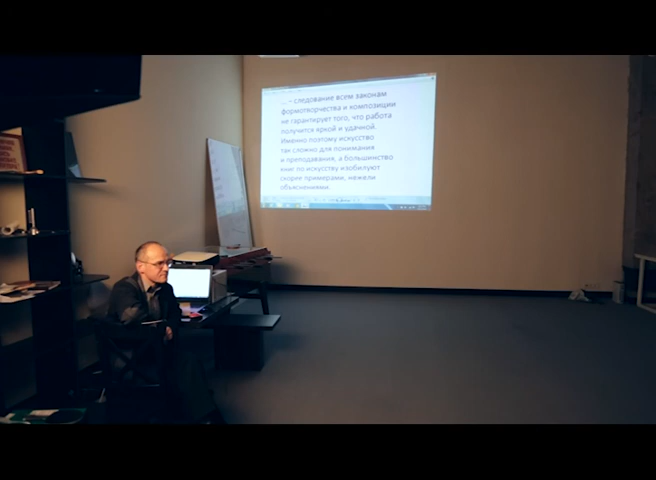 ... – следование всем законам
формотворчества и композиции
не гарантирует того, что работа
получится яркой и удачной.
Именно поэтому искусство
так сложно для понимания
и преподавания, а большинство
книг по искусству изобилуют
скорее примерами, нежели
объяснениями.